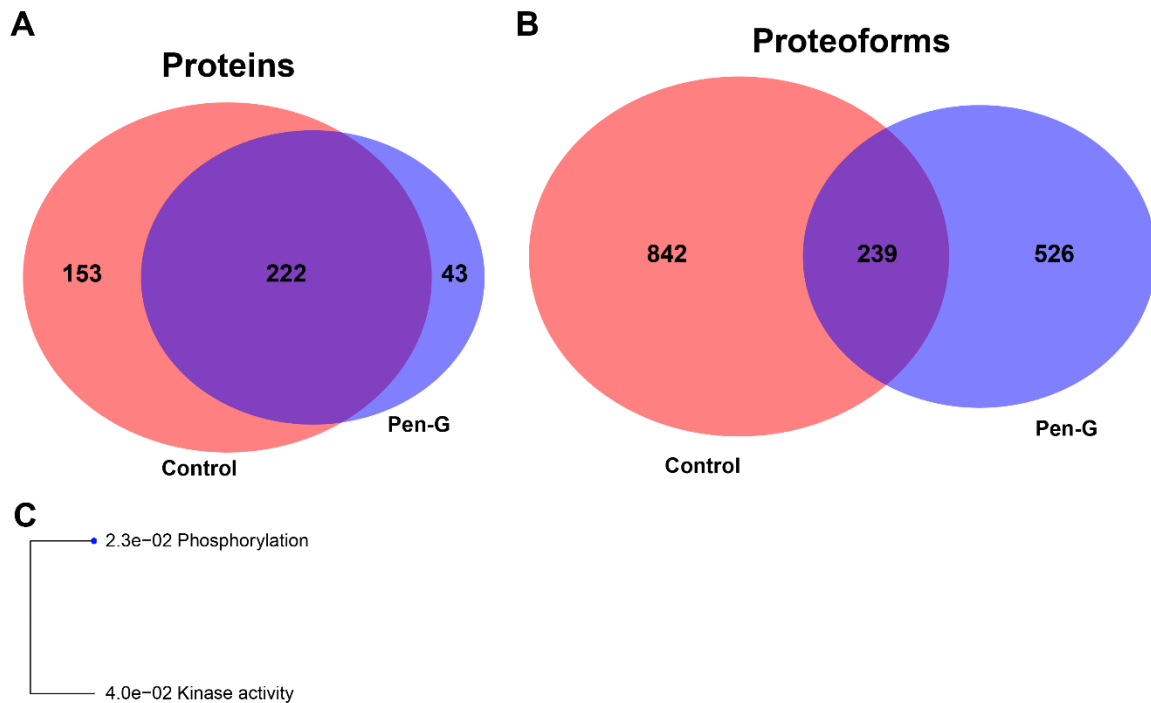 A
Proteins
153
222
43
Pen-G
Control
B
Proteoforms
842
239
526
Pen-G
Control
C
2.3e−02 Phosphorylation
4.0e−02 Kinase activity